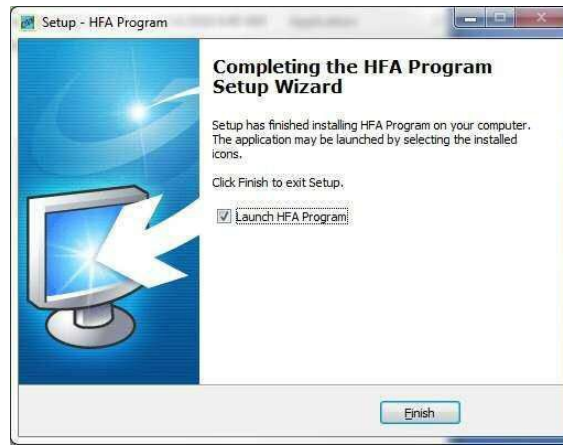 Setup - HFA Program
Completing the HFA Program
Setup Wizard
Setup has finished installing HFA Program on your computer.
The application may be launched by selecting the installed
icons.
Click Finish to exit Setup.
Launch HFA Program
Finish